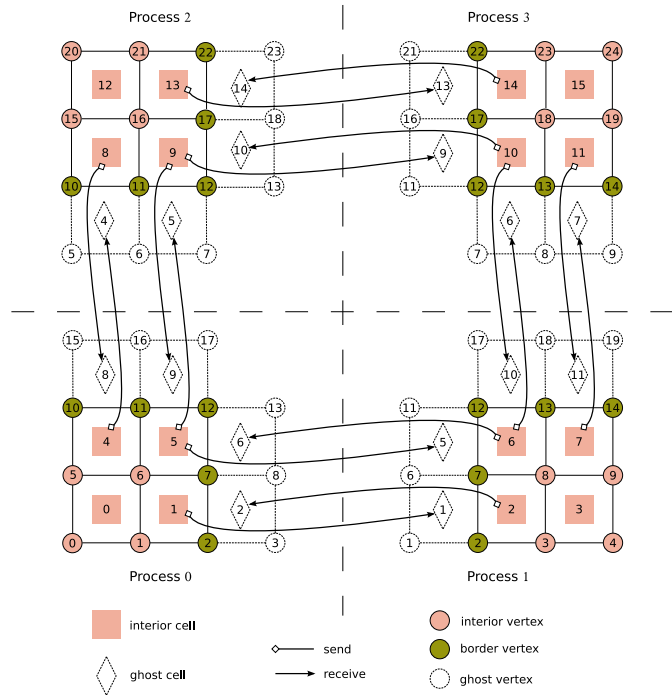 Process 2 Process 3
20 21 22 23 21 22 23 24
12 13 14 13 14 15
15 16 17 18 16 17 18 19
8 9 10 9 10 11
10 11 12 13 11 12 13 14
4 5 6 7
5 6 7 7 8 9
15 16 17 17 18 19
8 9 10 11
10 11 12 13 11 12 13 14
4 5 6 5 6 7
5 6 7 8 6 7 8 9
0 1 2 1 2 3
0 1 2 3 1 2 3 4
Process 0 Process 1
interior cell
ghost cell
send
receive
interior vertex
border vertex
ghost vertex